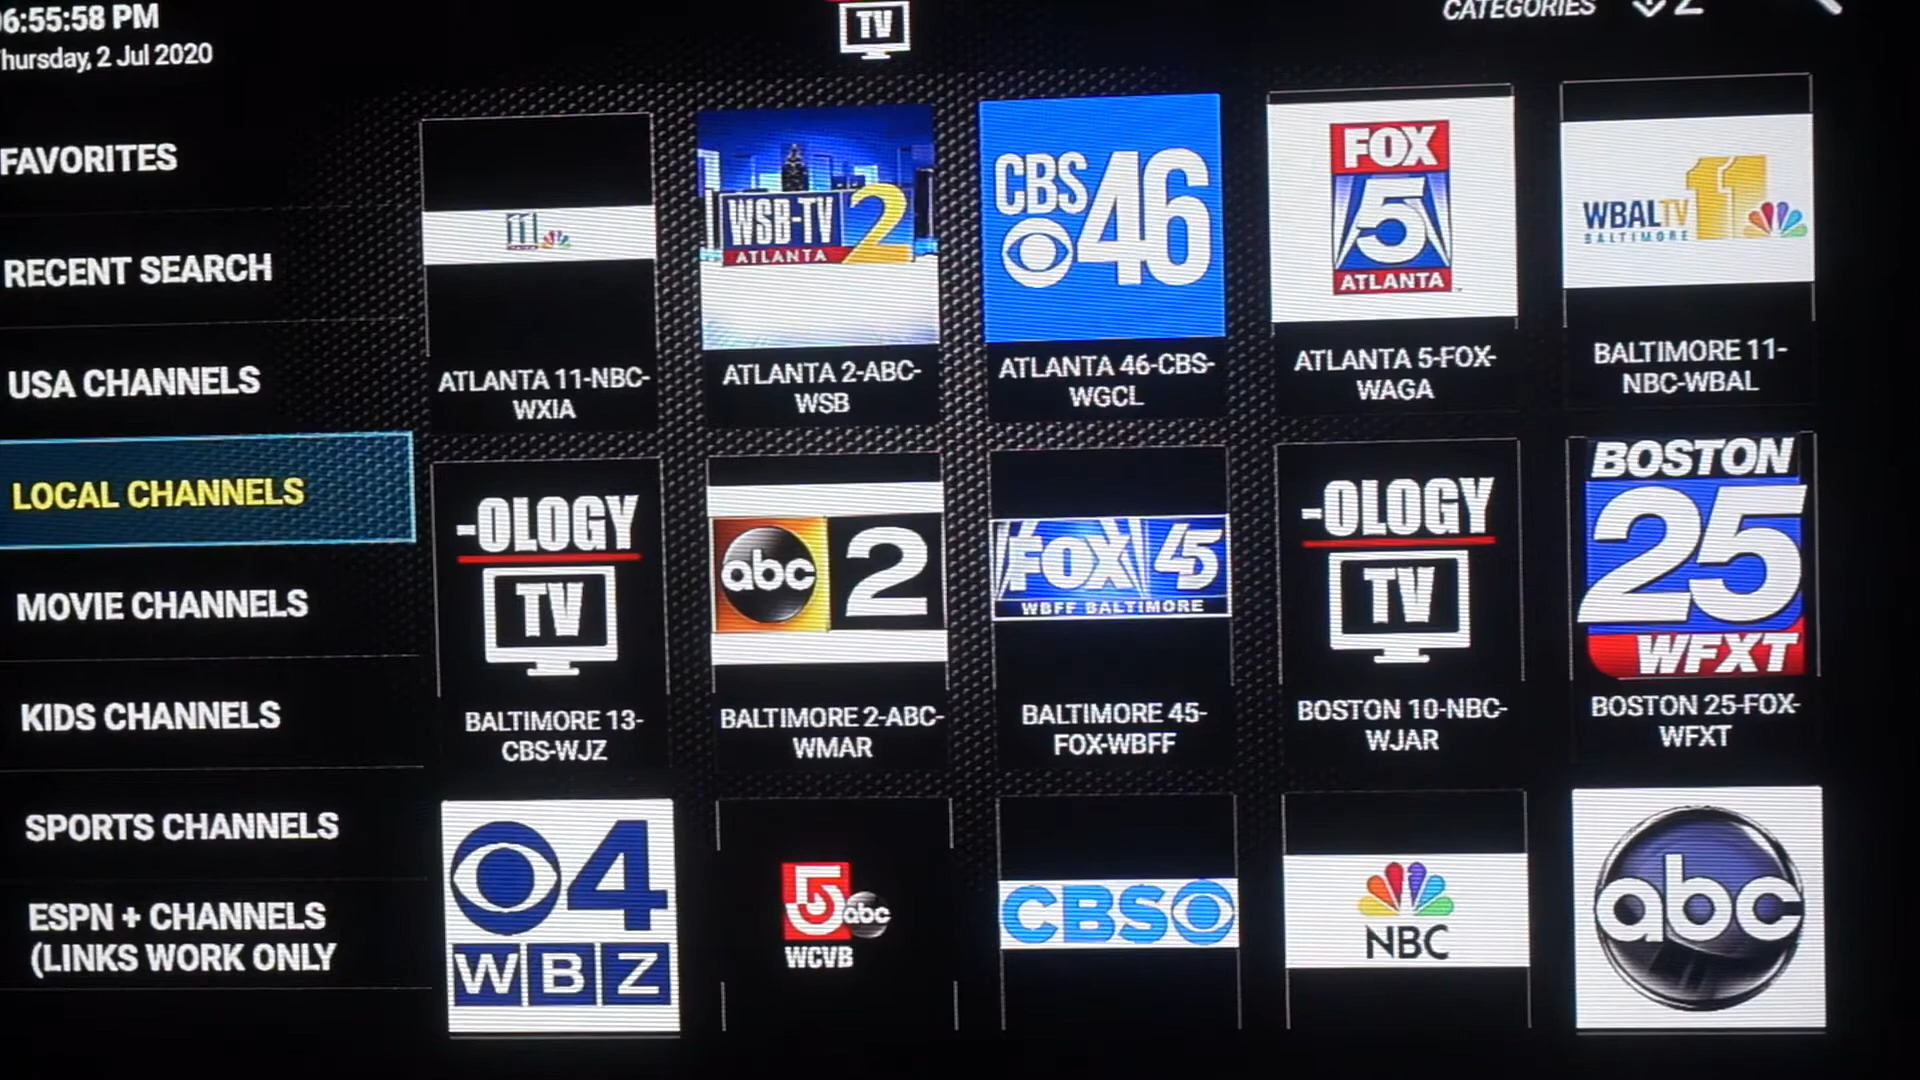 6:55:58 PM
hursday, 2 Jul 2020
TV
CATEGORIES
FAVORITES
RECENT SEARCH
USA CHANNELS
LOCAL CHANNELS
MOVIE CHANNELS
KIDS CHANNELS
SPORTS CHANNELS
ESPN + CHANNELS
(LINKS WORK ONLY
11
ATLANTA 11-NBC-
WXIA
WSB-TV 2
ATLANTA
ATLANTA 2-ABC-
WSB
CBS 46
ATLANTA 46-CBS-
WGCL
FOX
5
ATLANTA
ATLANTA 5-FOX-
WAGA
WBALTV 11
BALTIMORE
BALTIMORE 11-
NBC-WBAL
-OLOGY
TV
BALTIMORE 13-
CBS-WJZ
abc 2
BALTIMORE 2-ABC-
WMAR
FOX 45
WBFF BALTIMORE
BALTIMORE 45-
FOX-WBFF
-OLOGY
TV
BOSTON 10-NBC-
WJAR
BOSTON
25
WFXT
BOSTON 25-FOX-
WFXT
4
WBZ
5 abc
WCVB
CBS
NBC
abc